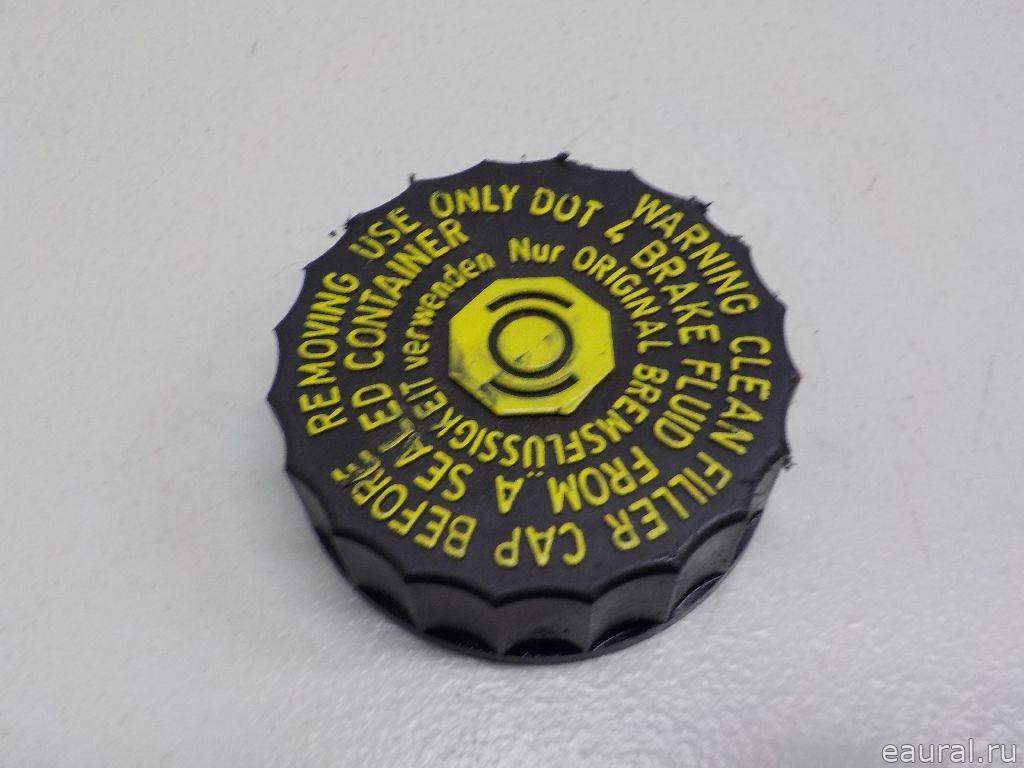 WARNING CLEAN FILLER CAP BEFORE REMOVING USE ONLY DOT
4 BRAKE FLUID FROM A SEALED CONTAINER
Nur ORIGINAL BREMSFLÜSSIGKEIT verwenden
eaural.ru